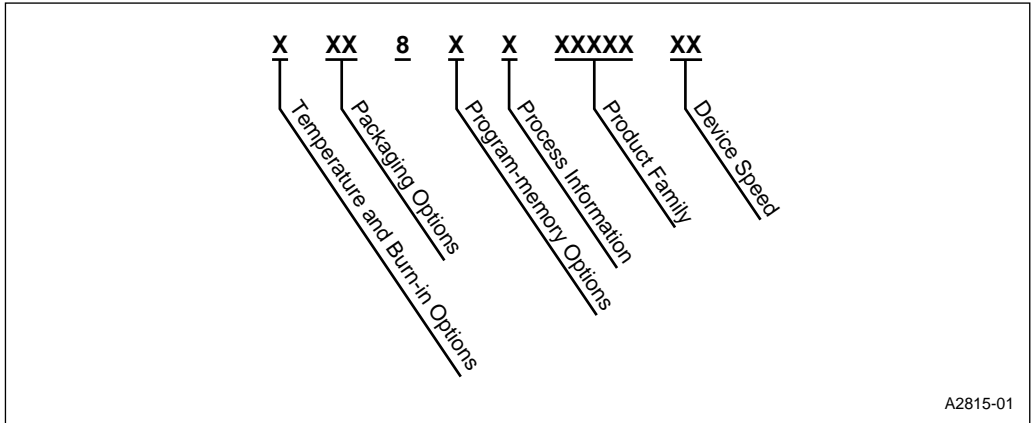 X XX 8 X X XXXXX XX
Temperature and Burn-in Options
Packaging Options
Program-memory Options
Process Information
Product Family
Device Speed
A2815-01